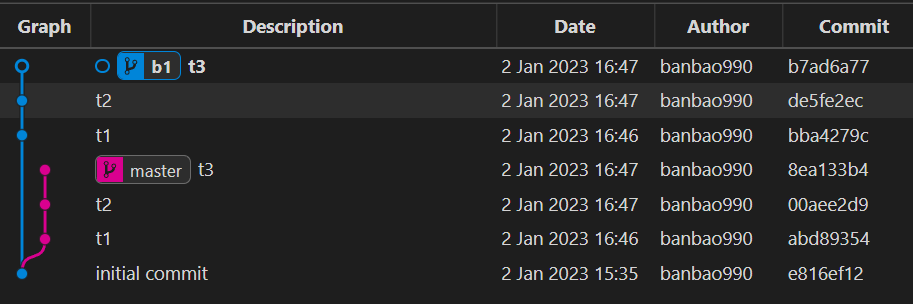 Graph Description Date Author Commit
b1 t3 2 Jan 2023 16:47 banbao990 b7ad6a77
t2 2 Jan 2023 16:47 banbao990 de5fe2ec
t1 2 Jan 2023 16:46 banbao990 bba4279c
master t3 2 Jan 2023 16:47 banbao990 8ea133b4
t2 2 Jan 2023 16:47 banbao990 00aee2d9
t1 2 Jan 2023 16:46 banbao990 abd89354
initial commit 2 Jan 2023 15:35 banbao990 e816ef12